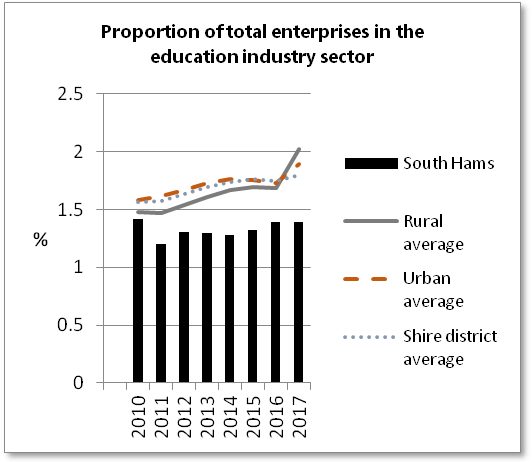 Proportion of total enterprises in the
education industry sector
2.5
2
1.5
1
0.5
0
%
2010
2011
2012
2013
2014
2015
2016
2017
South Hams
Rural
average
Urban
average
Shire district
average